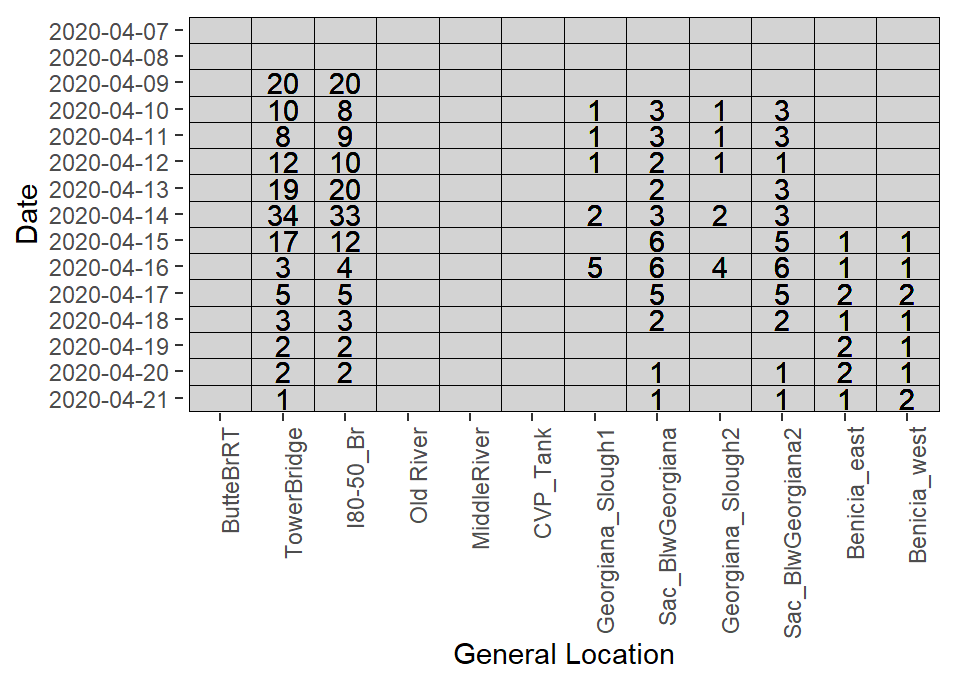 2020-04-07
2020-04-08
2020-04-09 20 20
2020-04-10 10 8 1 3 1 3
2020-04-11 8 9 1 3 1 3
2020-04-12 12 10 1 2 1 1
2020-04-13 19 20 2 3
2020-04-14 34 33 2 3 2 3
2020-04-15 17 12 6 5 1 1
2020-04-16 3 4 5 6 4 6 1 1
2020-04-17 5 5 5 5 2 2
2020-04-18 3 3 2 2 1 1
2020-04-19 2 2 2 1
2020-04-20 2 2 1 1 2 1
2020-04-21 1 1 1 1 2
Date
ButteBrRT
TowerBridge
I80-50_Br
Old River
MiddleRiver
CVP_Tank
Georgiana_Slough1
Sac_BlwGeorgiana
Georgiana_Slough2
Sac_BlwGeorgiana2
Benicia_east
Benicia_west
General Location